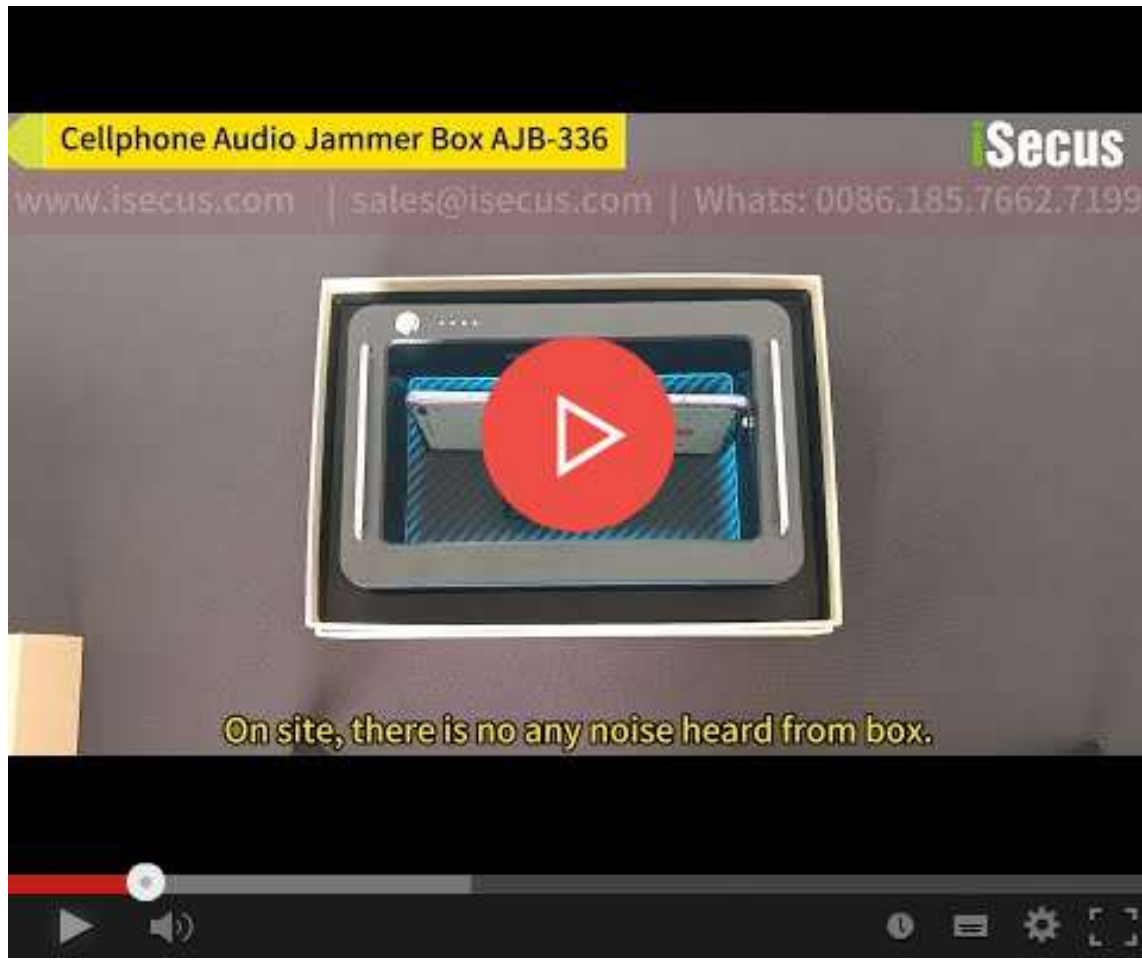 Cellphone Audio Jammer Box AJB-336
iSecus
www.isecus.com | sales@isecus.com | Whats: 0086.185.7662.7199
On site, there is no any noise heard from box.